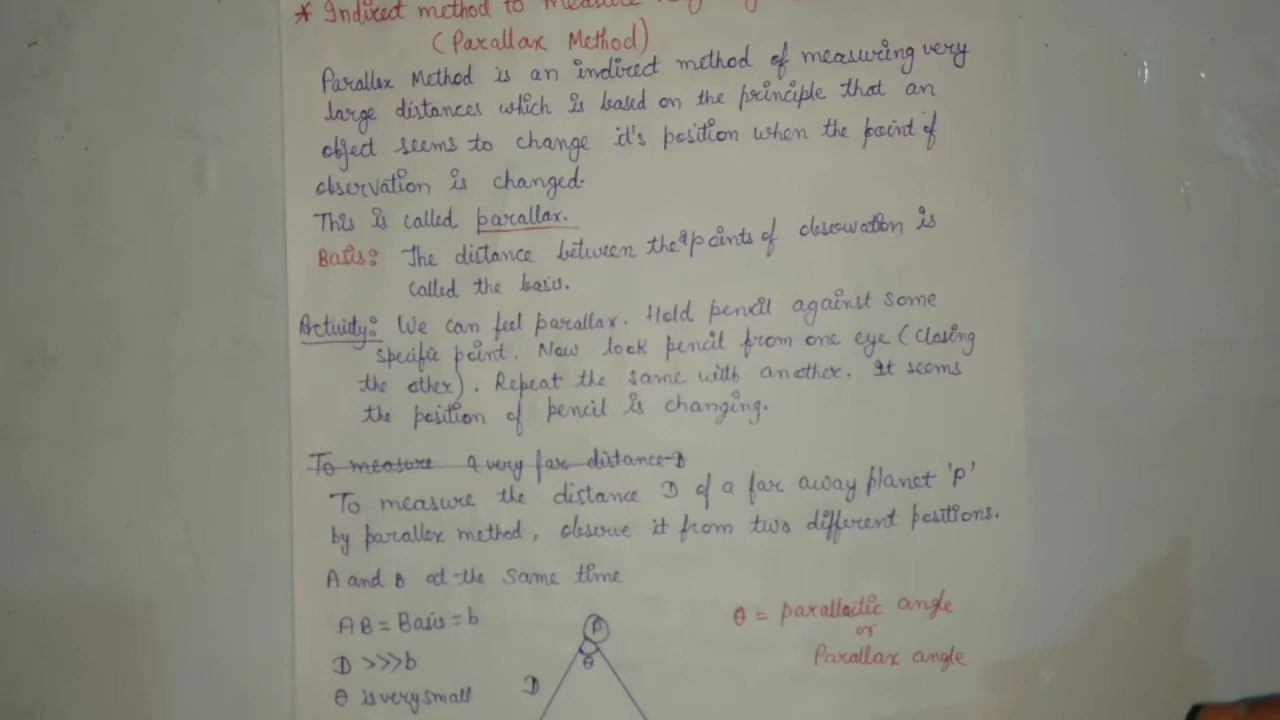 * Indirect method to measure
(Parallax Method)
Parallax Method is an indirect method of measuring very
large distances which is based on the principle that an
object seems to change it's position when the point of
observation is changed.
This is called parallax.
Basis: The distance between the 2 points of observation is
called the basis.
Activity: We can feel parallax. Hold pencil against some
specific point. Now look pencil from one eye (closing
the other). Repeat the same with another. It seems
the position of pencil is changing.
To measure a very far distance-D
To measure the distance D of a far away planet 'P'
by parallax method, observe it from two different positions.
A and B at the same time
AB = Basis = b
D >>> b
θ is very small
P
θ
D
θ = parallactic angle
or
Parallax angle